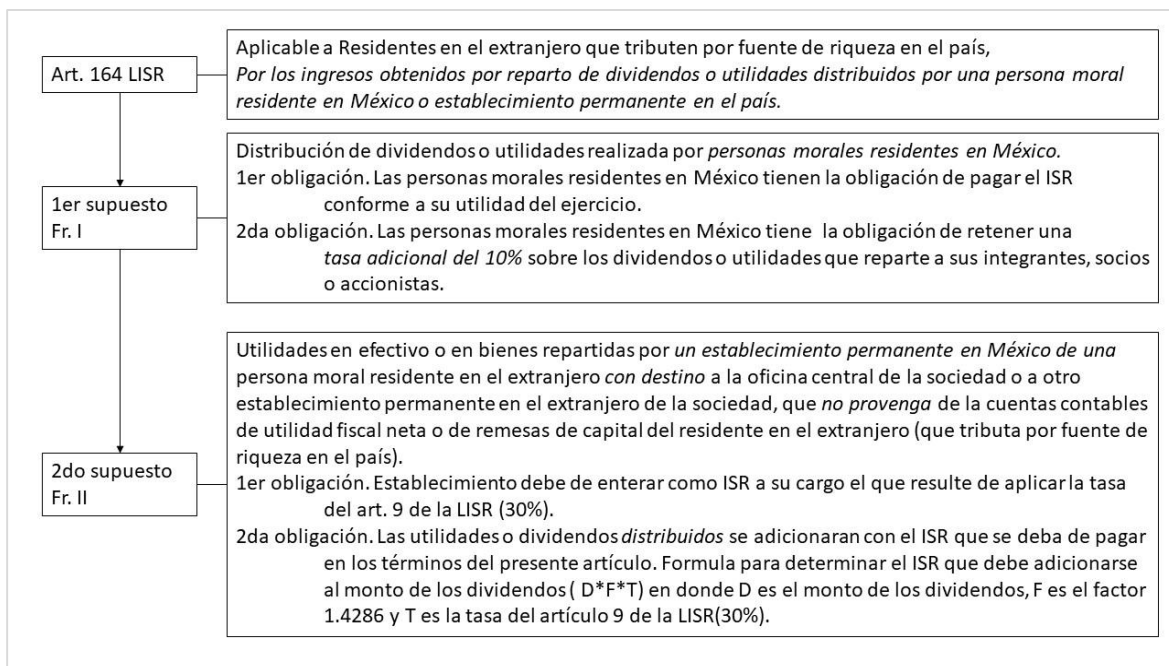 Art. 164 LISR
Aplicable a Residentes en el extranjero que tributen por fuente de riqueza en el país,
Por los ingresos obtenidos por reparto de dividendos o utilidades distribuidos por una persona moral
residente en México o establecimiento permanente en el país.
1er supuesto
Fr. I
Distribución de dividendos o utilidades realizada por personas morales residentes en México.
1er obligación. Las personas morales residentes en México tienen la obligación de pagar el ISR
conforme a su utilidad del ejercicio.
2da obligación. Las personas morales residentes en México tiene la obligación de retener una
tasa adicional del 10% sobre los dividendos o utilidades que reparte a sus integrantes, socios
o accionistas.
2do supuesto
Fr. II
Utilidades en efectivo o en bienes repartidas por un establecimiento permanente en México de una
persona moral residente en el extranjero con destino a la oficina central de la sociedad o a otro
establecimiento permanente en el extranjero de la sociedad, que no provenga de la cuentas contables
de utilidad fiscal neta o de remesas de capital del residente en el extranjero (que tributa por fuente de
riqueza en el país).
1er obligación. Establecimiento debe de enterar como ISR a su cargo el que resulte de aplicar la tasa
del art. 9 de la LISR (30%).
2da obligación. Las utilidades o dividendos distribuidos se adicionaran con el ISR que se deba de pagar
en los términos del presente artículo. Formula para determinar el ISR que debe adicionarse
al monto de los dividendos ( D*F*T) en donde D es el monto de los dividendos, F es el factor
1.4286 y T es la tasa del artículo 9 de la LISR(30%).